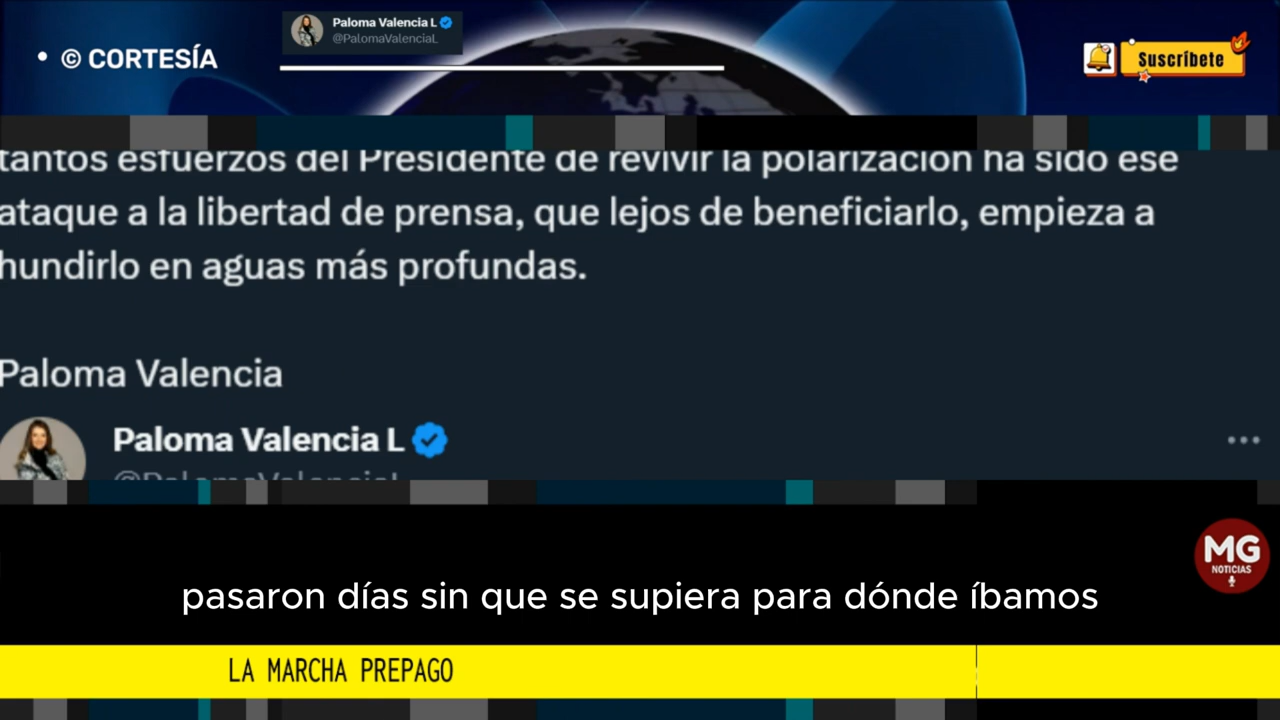 Paloma Valencia L
@PalomaValenciaL
• © CORTESÍA
Suscríbete
tantos esfuerzos del Presidente de revivir la polarización ha sido ese
ataque a la libertad de prensa, que lejos de beneficiarlo, empieza a
hundirlo en aguas más profundas.
Paloma Valencia
Paloma Valencia L
@PalomaValenciaL
MG
NOTICIAS
pasaron días sin que se supiera para dónde íbamos
LA MARCHA PREPAGO